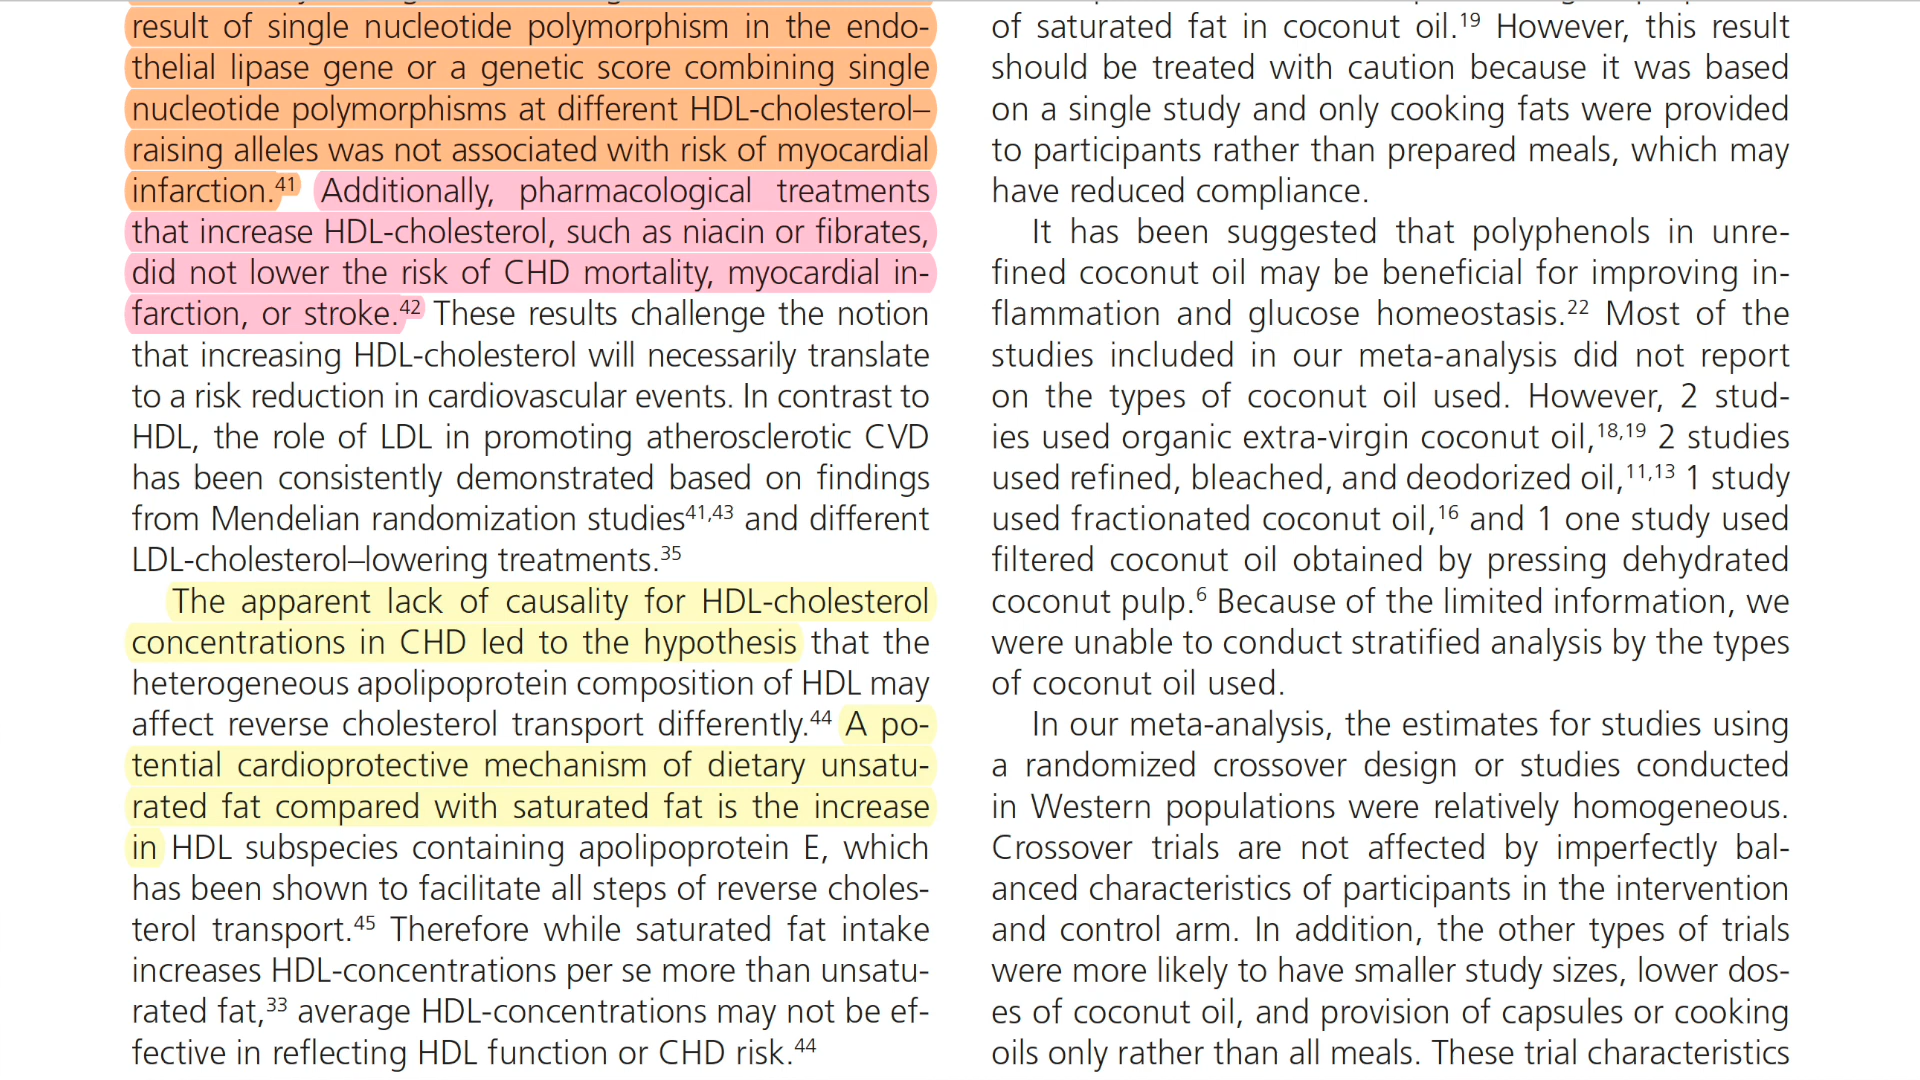 result of single nucleotide polymorphism in the endo-
thelial lipase gene or a genetic score combining single
nucleotide polymorphisms at different HDL-cholesterol–
raising alleles was not associated with risk of myocardial
infarction.41 Additionally, pharmacological treatments
that increase HDL-cholesterol, such as niacin or fibrates,
did not lower the risk of CHD mortality, myocardial in-
farction, or stroke.42 These results challenge the notion
that increasing HDL-cholesterol will necessarily translate
to a risk reduction in cardiovascular events. In contrast to
HDL, the role of LDL in promoting atherosclerotic CVD
has been consistently demonstrated based on findings
from Mendelian randomization studies41,43 and different
LDL-cholesterol–lowering treatments.35
The apparent lack of causality for HDL-cholesterol
concentrations in CHD led to the hypothesis that the
heterogeneous apolipoprotein composition of HDL may
affect reverse cholesterol transport differently.44 A po-
tential cardioprotective mechanism of dietary unsatu-
rated fat compared with saturated fat is the increase
in HDL subspecies containing apolipoprotein E, which
has been shown to facilitate all steps of reverse choles-
terol transport.45 Therefore while saturated fat intake
increases HDL-concentrations per se more than unsatu-
rated fat,33 average HDL-concentrations may not be ef-
fective in reflecting HDL function or CHD risk.44
of saturated fat in coconut oil.19 However, this result
should be treated with caution because it was based
on a single study and only cooking fats were provided
to participants rather than prepared meals, which may
have reduced compliance.
It has been suggested that polyphenols in unre-
fined coconut oil may be beneficial for improving in-
flammation and glucose homeostasis.22 Most of the
studies included in our meta-analysis did not report
on the types of coconut oil used. However, 2 stud-
ies used organic extra-virgin coconut oil,18,19 2 studies
used refined, bleached, and deodorized oil,11,13 1 study
used fractionated coconut oil,16 and 1 one study used
filtered coconut oil obtained by pressing dehydrated
coconut pulp.6 Because of the limited information, we
were unable to conduct stratified analysis by the types
of coconut oil used.
In our meta-analysis, the estimates for studies using
a randomized crossover design or studies conducted
in Western populations were relatively homogeneous.
Crossover trials are not affected by imperfectly bal-
anced characteristics of participants in the intervention
and control arm. In addition, the other types of trials
were more likely to have smaller study sizes, lower dos-
es of coconut oil, and provision of capsules or cooking
oils only rather than all meals. These trial characteristics